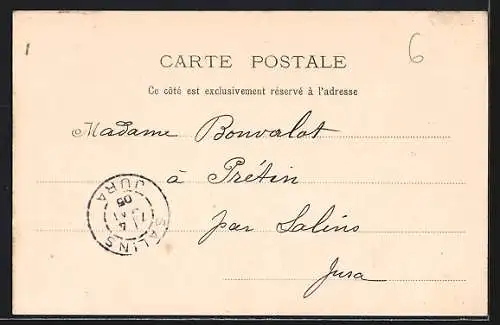 6
CARTE POSTALE
Ce côté est exclusivement réservé à l'adresse
Madame Bonvalot
à Prétin
par Salins
Jura
SALINS
JURA
05